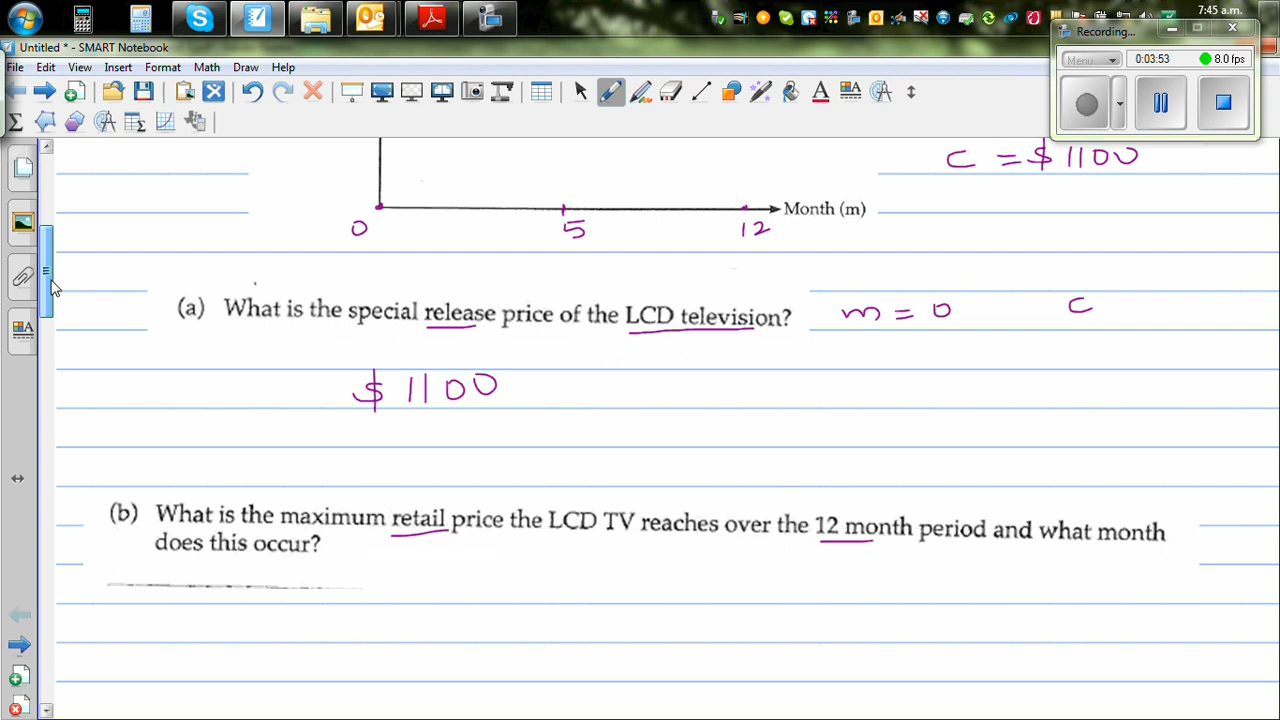 7:45 a.m.
Untitled * - SMART Notebook
Recording...
File Edit View Insert Format Math Draw Help
Menu 0:03:53 8.0 fps
C = $ 1100
Month (m)
0 5 12
(a) What is the special release price of the LCD television? m = 0 C
$ 1100
(b) What is the maximum retail price the LCD TV reaches over the 12 month period and what month
does this occur?